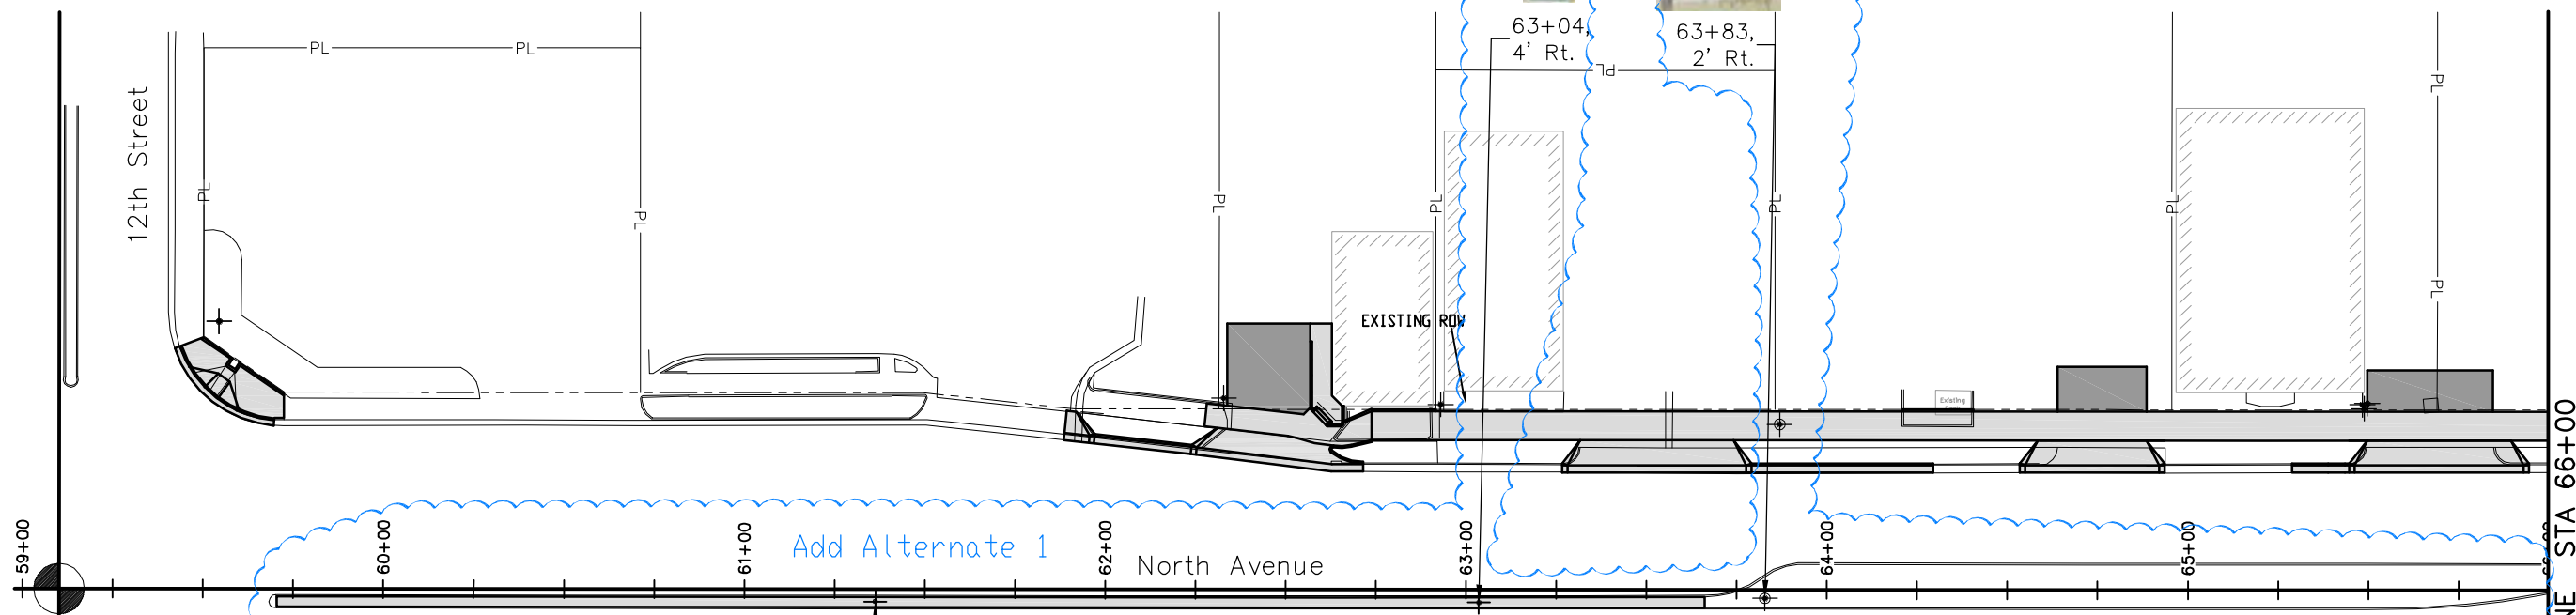 63+04,
4' Rt.
63+83,
2' Rt.
PL
PL
PL
PL
12th Street
PL
PL
PL
PL
PL
PL
PL
PL
EXISTING ROW
Existing
59+00
60+00
61+00
62+00
63+00
64+00
65+00
Add Alternate 1
North Avenue
NE STA 66+00